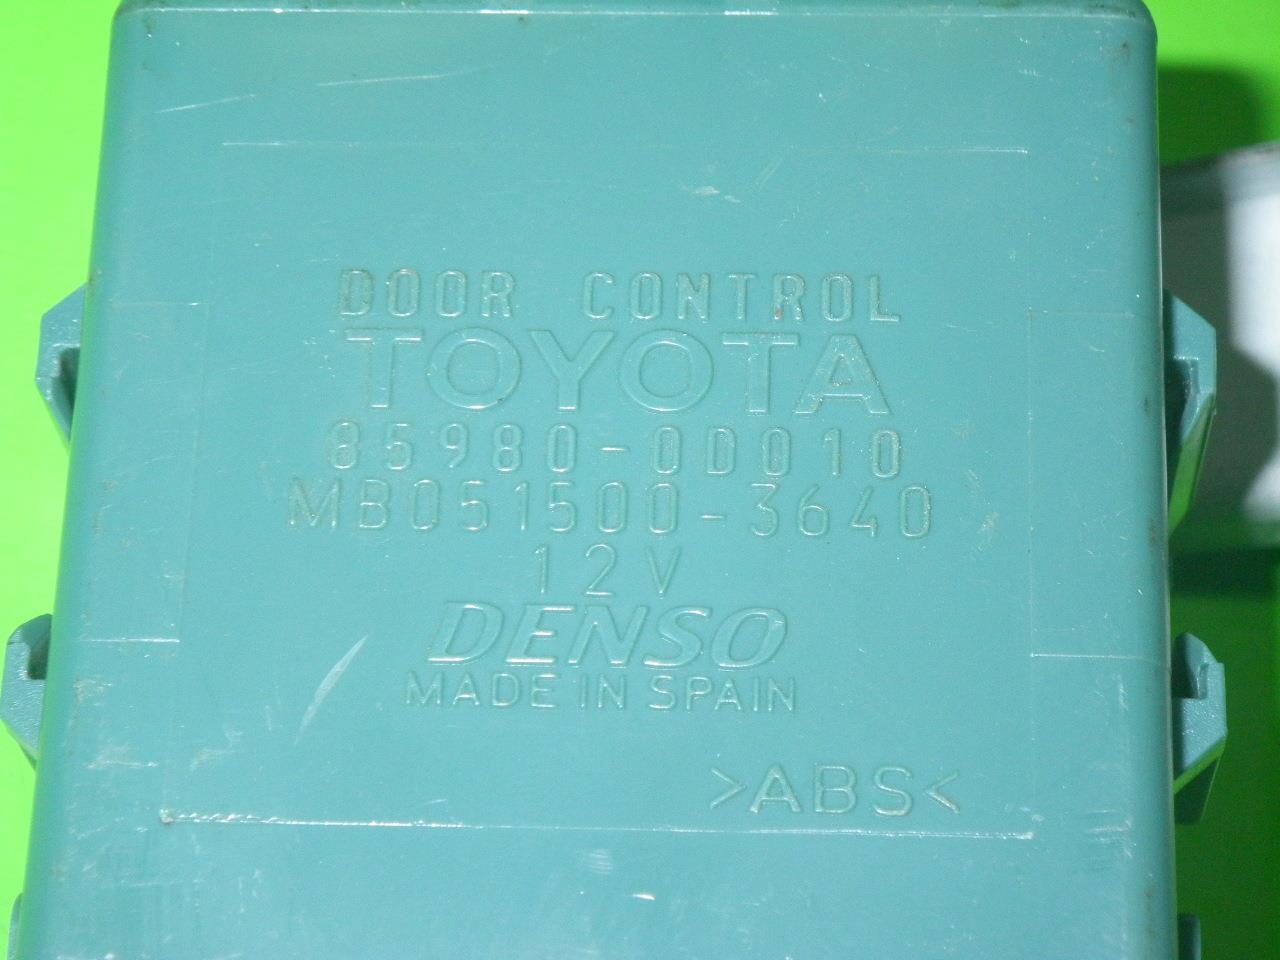 DOOR CONTROL
TOYOTA
85980-0D010
MB051500-3640
12V
DENSO
MADE IN SPAIN
>ABS<